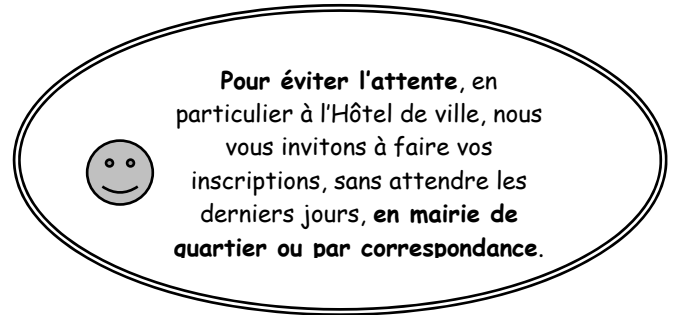 Pour éviter l'attente, en
particulier à l'Hôtel de ville, nous
vous invitons à faire vos
inscriptions, sans attendre les
derniers jours, en mairie de
quartier ou par correspondance.